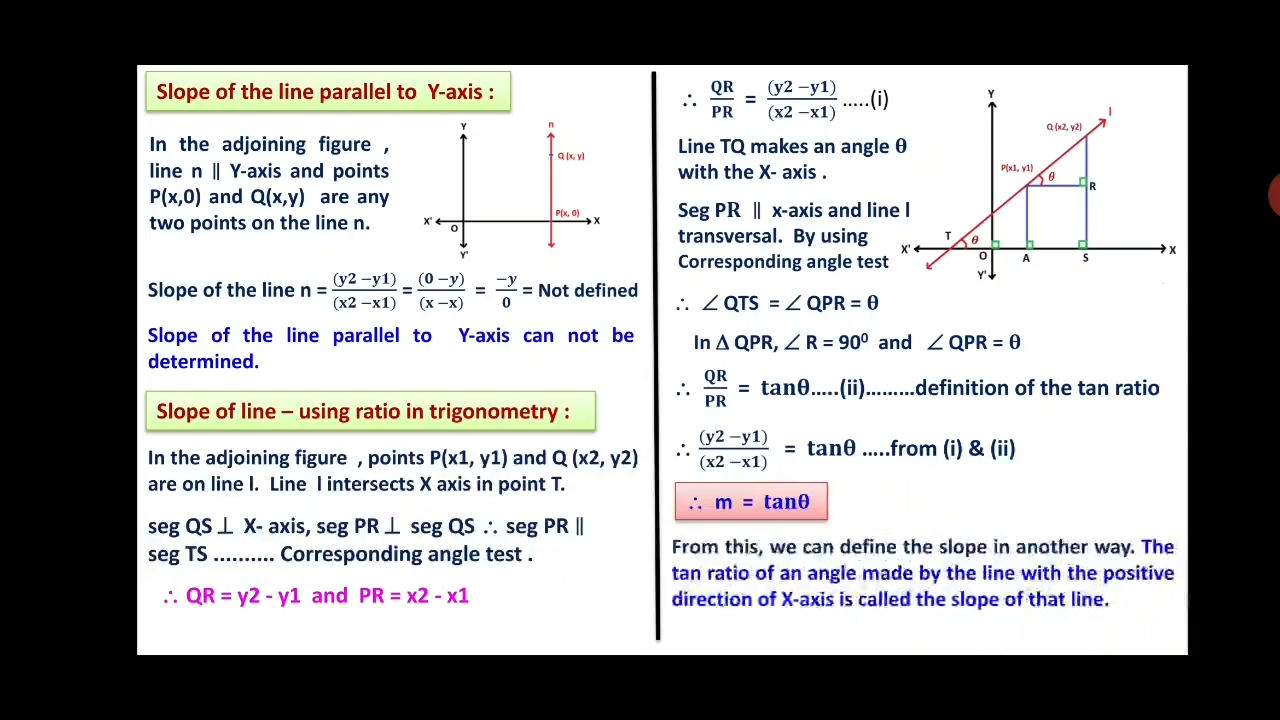 Slope of the line parallel to Y-axis :
In the adjoining figure ,
line n ∥ Y-axis and points
P(x,0) and Q(x,y) are any
two points on the line n.
Y
n
Q (x, y)
P(x, 0)
X'
O
X
Y'
Slope of the line n = (y2 −y1)/(x2 −x1) = (0 −y)/(x −x) = −y/0 = Not defined
Slope of the line parallel to Y-axis can not be
determined.
Slope of line – using ratio in trigonometry :
In the adjoining figure , points P(x1, y1) and Q (x2, y2)
are on line l. Line l intersects X axis in point T.
seg QS ⊥ X- axis, seg PR ⊥ seg QS ∴ seg PR ∥
seg TS .......... Corresponding angle test .
∴ QR = y2 - y1 and PR = x2 - x1
∴ QR/PR = (y2 −y1)/(x2 −x1) .....(i)
Line TQ makes an angle θ
with the X- axis .
Seg PR ∥ x-axis and line l
transversal. By using
Corresponding angle test
Y
l
Q (x2, y2)
P(x1, y1)
θ
R
T
θ
X'
O
A
S
X
Y'
∴ ∠ QTS = ∠ QPR = θ
In Δ QPR, ∠ R = 90⁰ and ∠ QPR = θ
∴ QR/PR = tanθ.....(ii).........definition of the tan ratio
∴ (y2 −y1)/(x2 −x1) = tanθ .....from (i) & (ii)
∴ m = tanθ
From this, we can define the slope in another way. The
tan ratio of an angle made by the line with the positive
direction of X-axis is called the slope of that line.